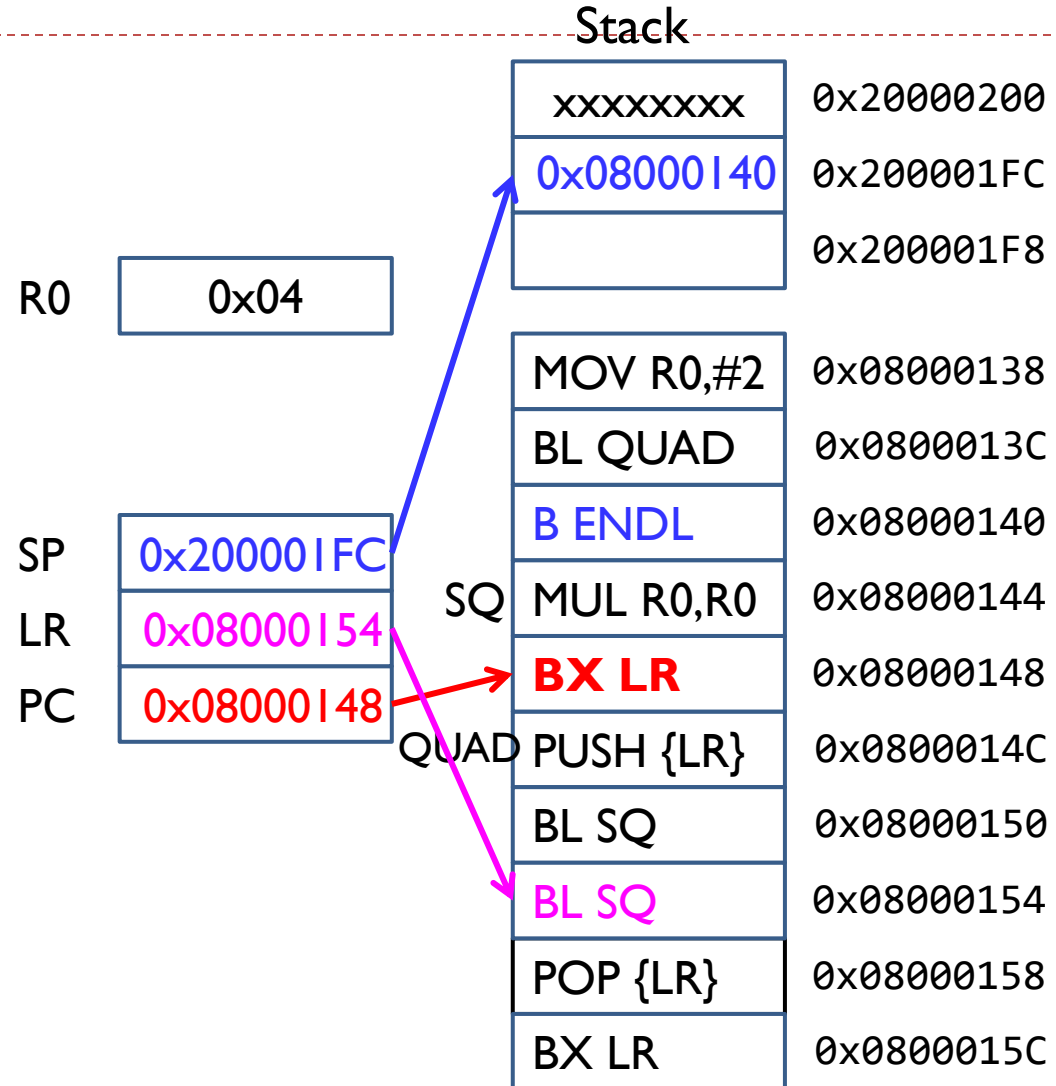 Stack
xxxxxxxx 0x20000200
0x08000140 0x200001FC
0x200001F8
R0 0x04
MOV R0,#2 0x08000138
BL QUAD 0x0800013C
SP 0x200001FC B ENDL 0x08000140
LR 0x08000154 SQ MUL R0,R0 0x08000144
PC 0x08000148 BX LR 0x08000148
QUAD PUSH {LR} 0x0800014C
BL SQ 0x08000150
BL SQ 0x08000154
POP {LR} 0x08000158
BX LR 0x0800015C